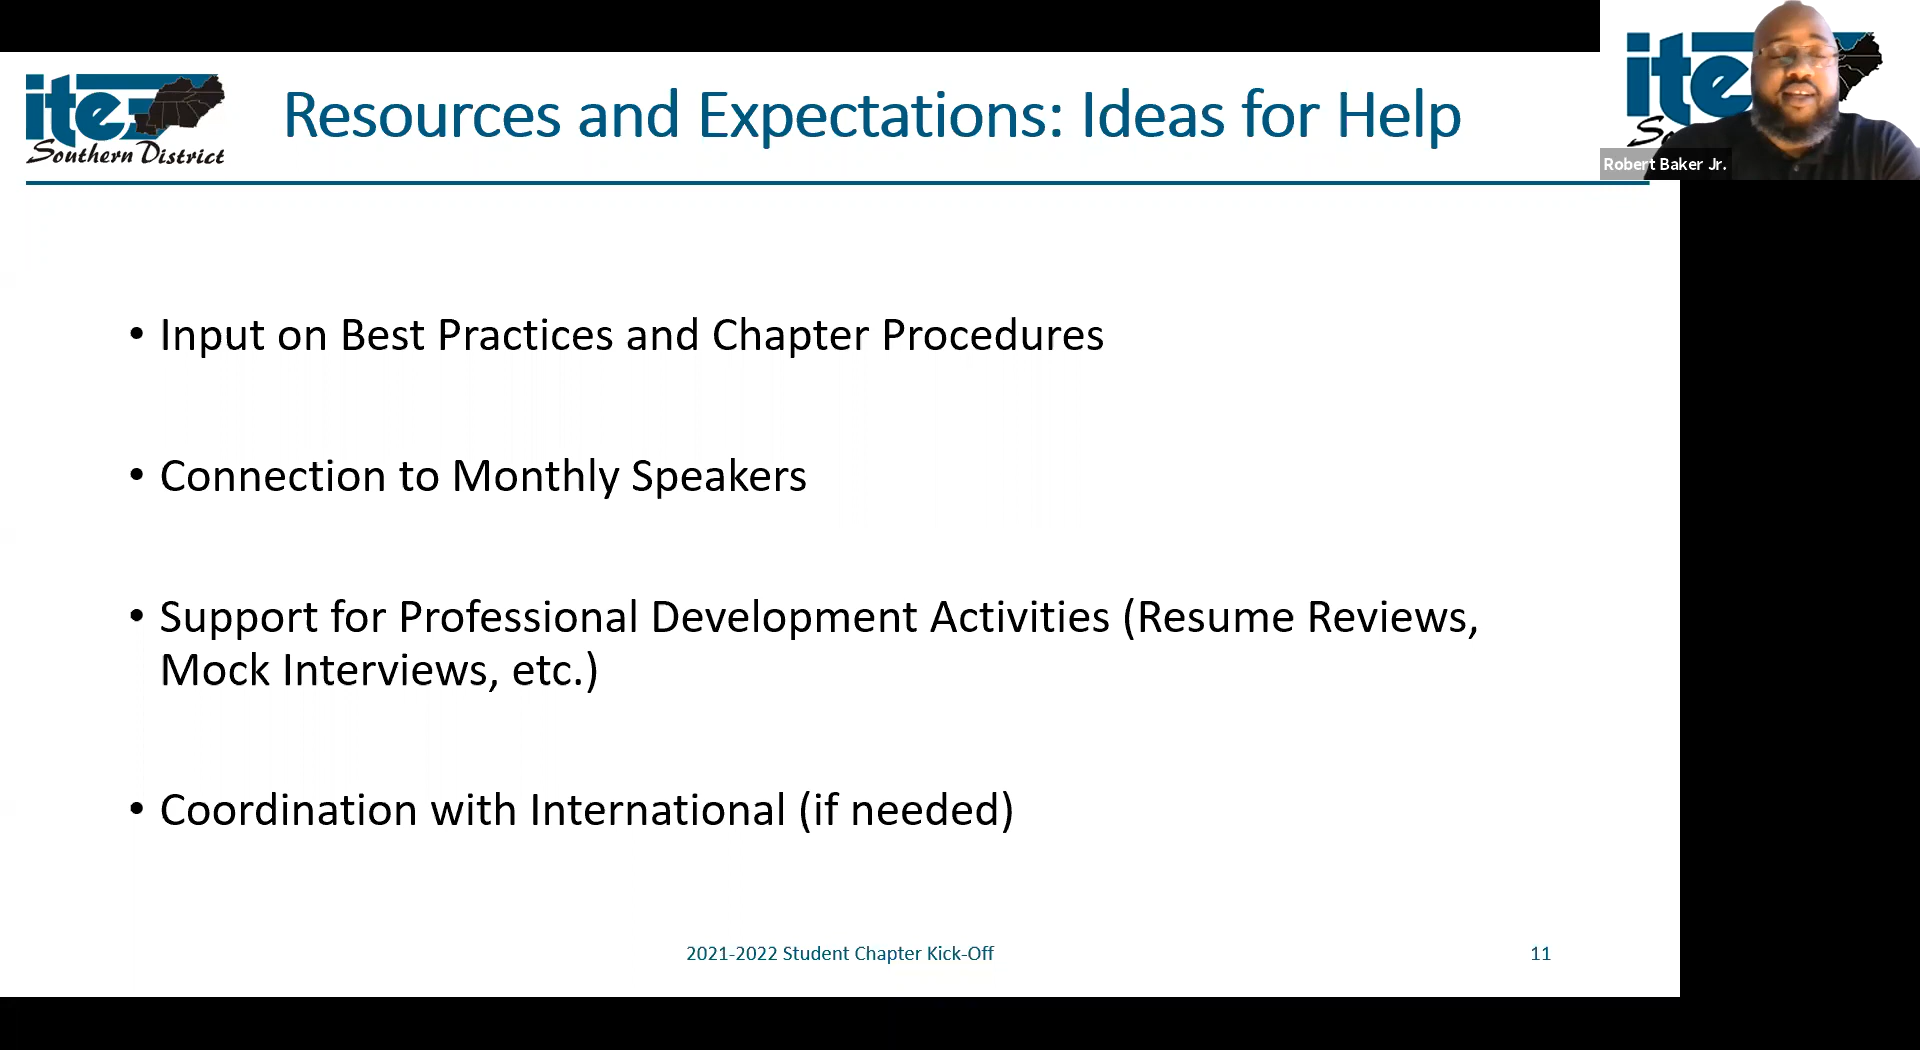 ite
Southern District
Resources and Expectations: Ideas for Help
ite
So
Robert Baker Jr.
• Input on Best Practices and Chapter Procedures
• Connection to Monthly Speakers
• Support for Professional Development Activities (Resume Reviews,
Mock Interviews, etc.)
• Coordination with International (if needed)
2021-2022 Student Chapter Kick-Off
11